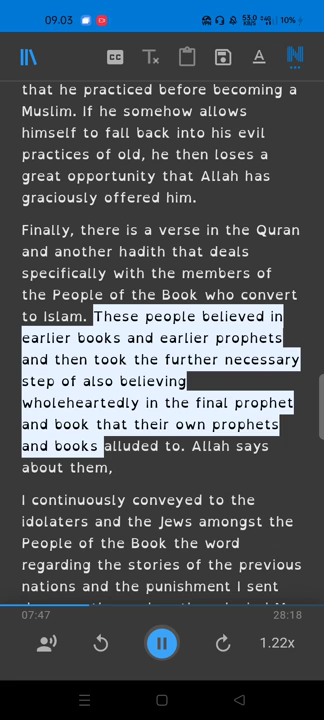 09.03
53.0
KB/S
10%
CC
that he practiced before becoming a
Muslim. If he somehow allows
himself to fall back into his evil
practices of old, he then loses a
great opportunity that Allah has
graciously offered him.
Finally, there is a verse in the Quran
and another hadith that deals
specifically with the members of
the People of the Book who convert
to Islam. These people believed in
earlier books and earlier prophets
and then took the further necessary
step of also believing
wholeheartedly in the final prophet
and book that their own prophets
and books alluded to. Allah says
about them,
I continuously conveyed to the
idolaters and the Jews amongst the
People of the Book the word
regarding the stories of the previous
nations and the punishment I sent
07:47
28:18
1.22x